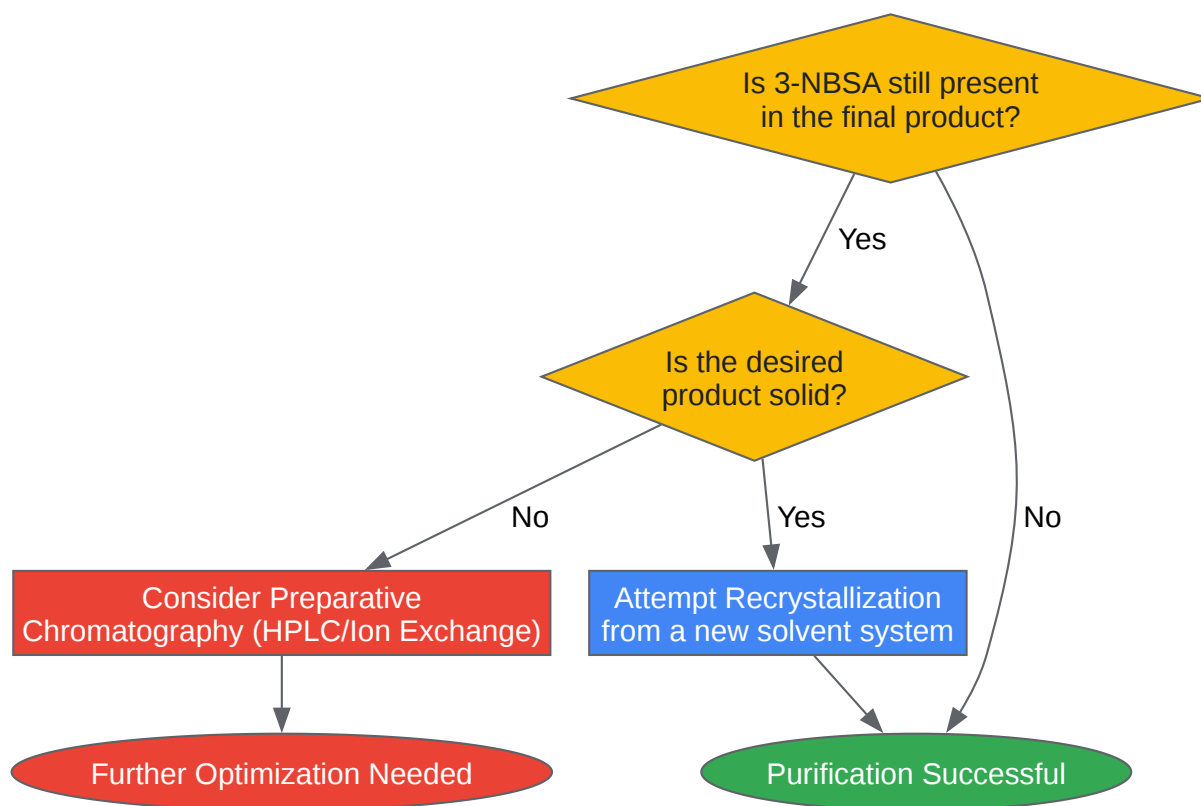 Is 3-NBSA still present
in the final product?
Yes
Is the desired
product solid?
No
Yes
No
Consider Preparative
Chromatography (HPLC/Ion Exchange)
Attempt Recrystallization
from a new solvent system
Further Optimization Needed
Purification Successful